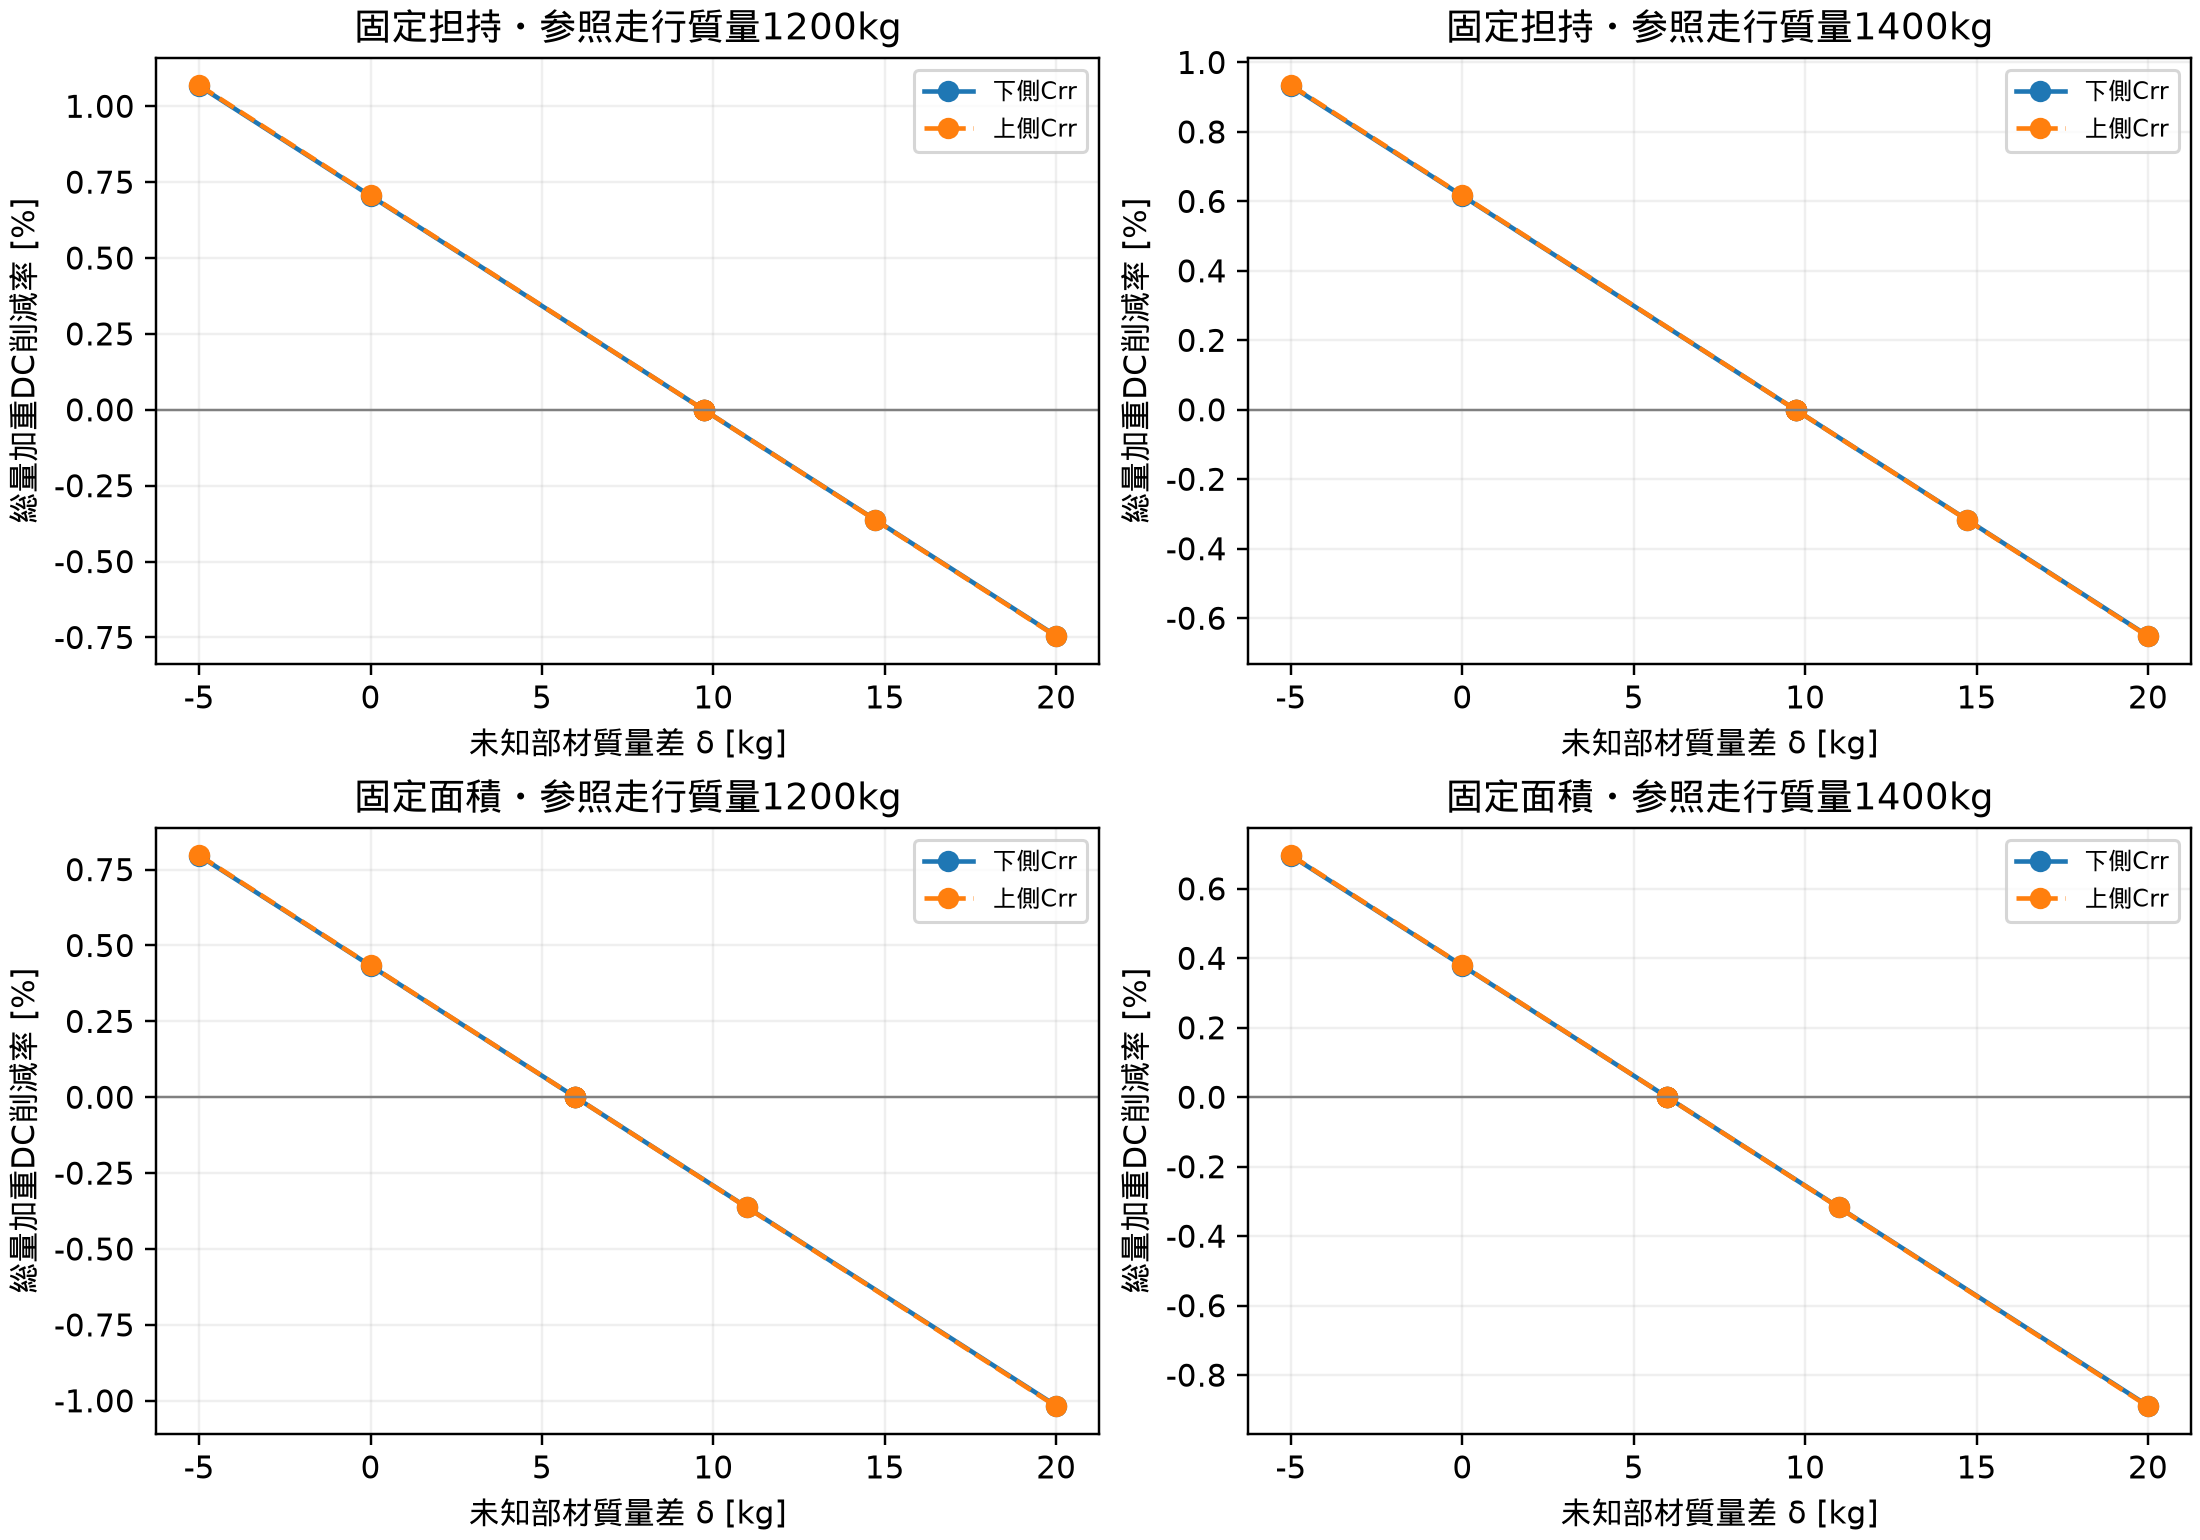 固定担持・参照走行質量1200kg
総量加重DC削減率 [%]
1.00
0.75
0.50
0.25
0.00
-0.25
-0.50
-0.75
下側Crr
上側Crr
-5 0 5 10 15 20
未知部材質量差 δ [kg]
固定担持・参照走行質量1400kg
総量加重DC削減率 [%]
1.0
0.8
0.6
0.4
0.2
0.0
-0.2
-0.4
-0.6
下側Crr
上側Crr
-5 0 5 10 15 20
未知部材質量差 δ [kg]
固定面積・参照走行質量1200kg
総量加重DC削減率 [%]
0.75
0.50
0.25
0.00
-0.25
-0.50
-0.75
-1.00
下側Crr
上側Crr
-5 0 5 10 15 20
未知部材質量差 δ [kg]
固定面積・参照走行質量1400kg
総量加重DC削減率 [%]
0.6
0.4
0.2
0.0
-0.2
-0.4
-0.6
-0.8
下側Crr
上側Crr
-5 0 5 10 15 20
未知部材質量差 δ [kg]